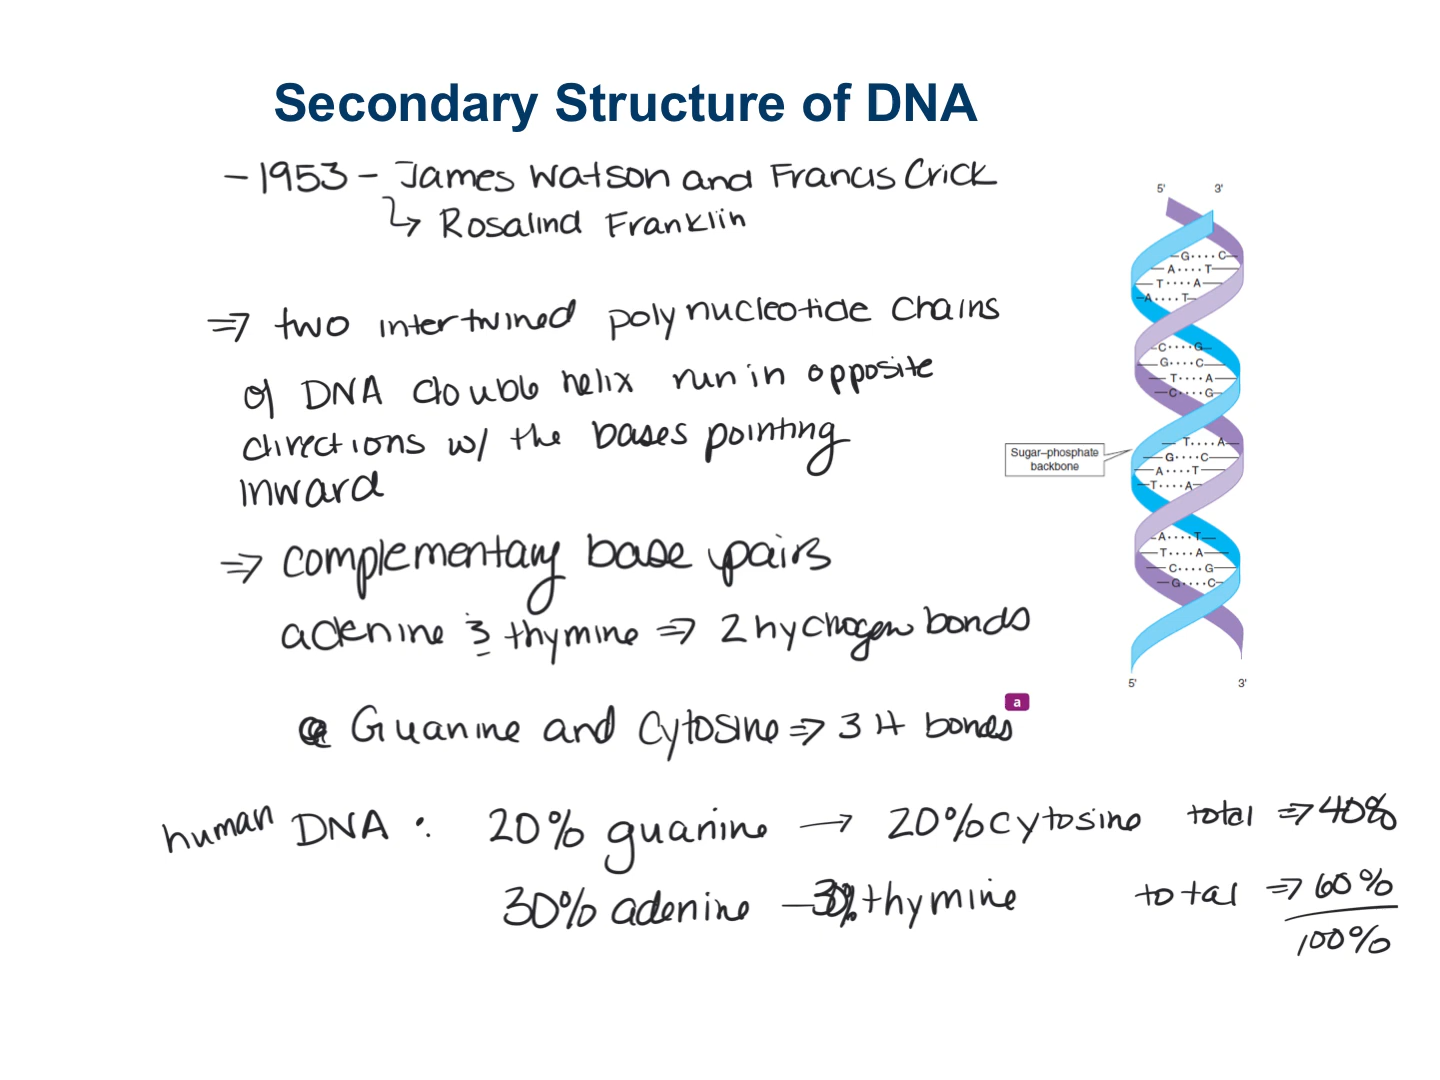 Secondary Structure of DNA
- 1953 - James Watson and Francis Crick
↳ Rosalind Franklin
⇒ two intertwined polynucleotide chains
of DNA double helix run in opposite
directions w/ the bases pointing
inward
⇒ complementary base pairs
adenine & thymine ⇒ 2 hydrogen bonds
Guanine and Cytosine ⇒ 3 H bonds
a
human DNA: 20% guanine → 20% cytosine total ⇒ 40%
30% adenine - 30% thymine total ⇒ 60%
100%
5' 3'
G....C
A....T
T....A
A....T
C....G
G....C
T....A
C....G
T....A
G....C
A....T
T....A
Sugar–phosphate
backbone
A....T
T....A
C....G
G....C
5' 3'